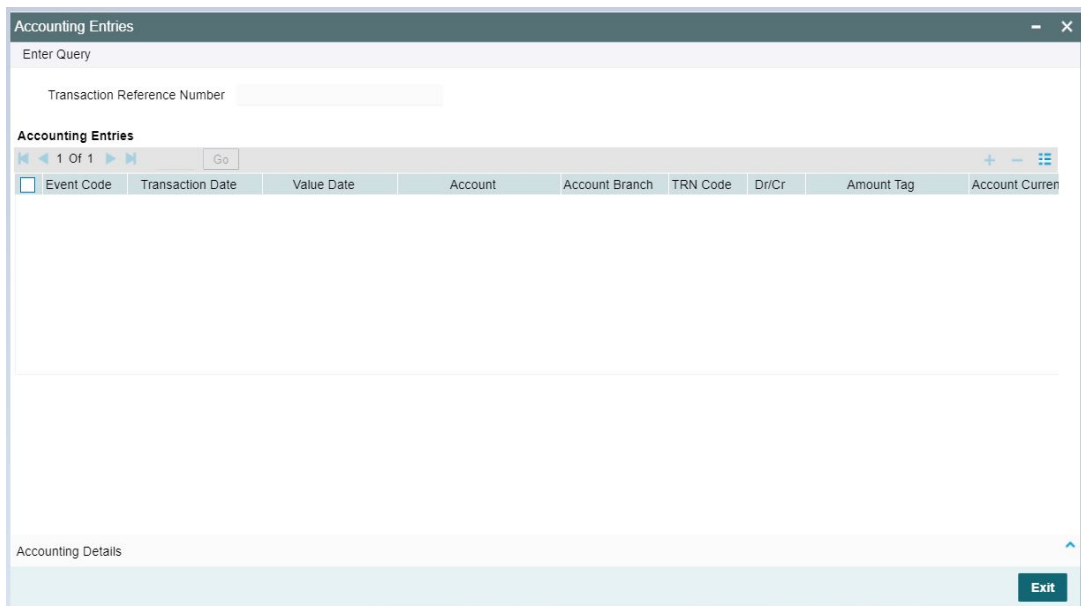 Accounting Entries
Enter Query
Transaction Reference Number
Accounting Entries
1 Of 1 Go
Event Code Transaction Date Value Date Account Account Branch TRN Code Dr/Cr Amount Tag Account Curren
Accounting Details
Exit